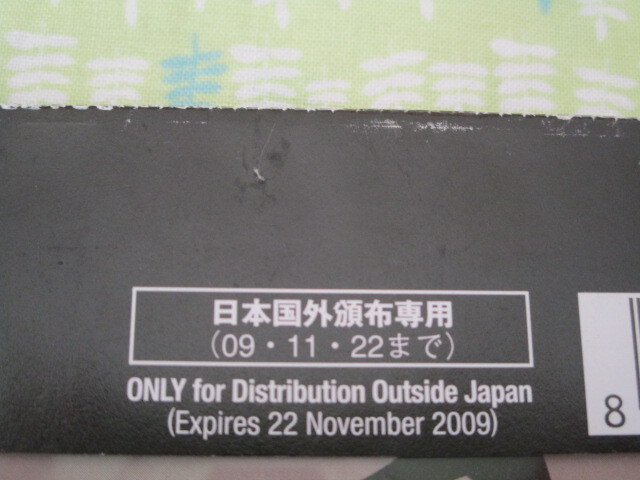 日本国外頒布専用
(09・11・22まで)
ONLY for Distribution Outside Japan
(Expires 22 November 2009)
8